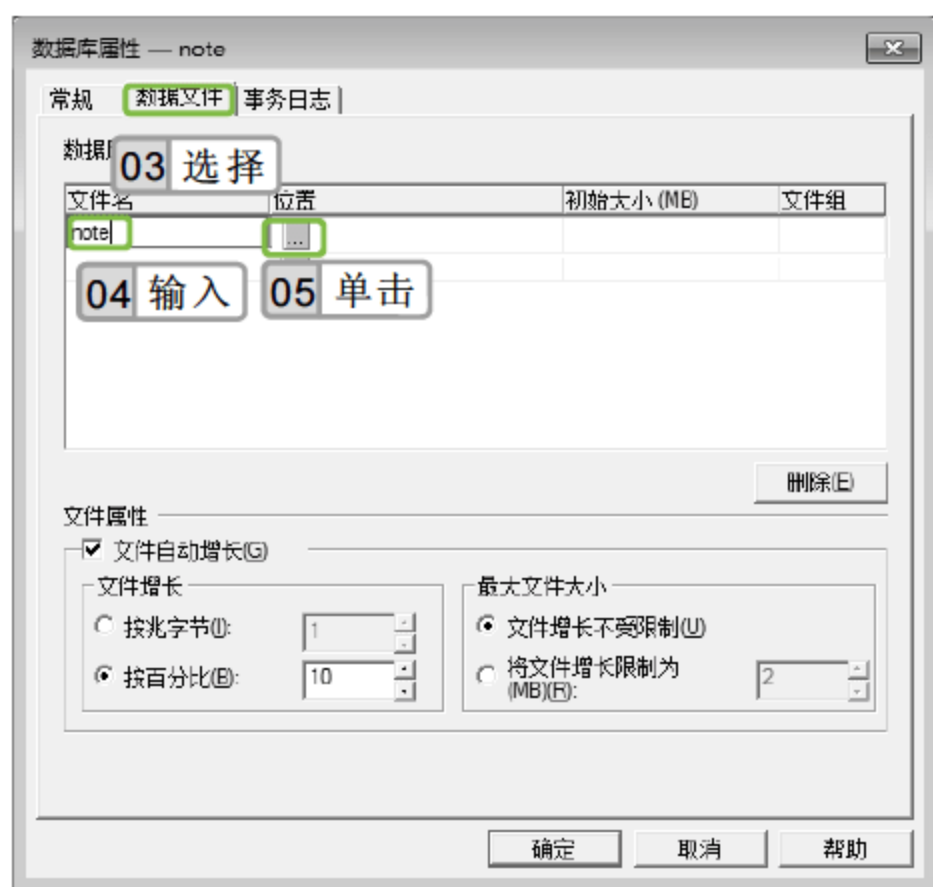 数据库属性 — note
常规 数据文件 事务日志
数据
03 选择
文件名 位置 初始大小 (MB) 文件组
note ...
04 输入 05 单击
删除(E)
文件属性
文件自动增长(G)
文件增长 最大文件大小
按兆字节(I): 1 文件增长不受限制(U)
按百分比(B): 10 将文件增长限制为
(MB)(R): 2
确定 取消 帮助